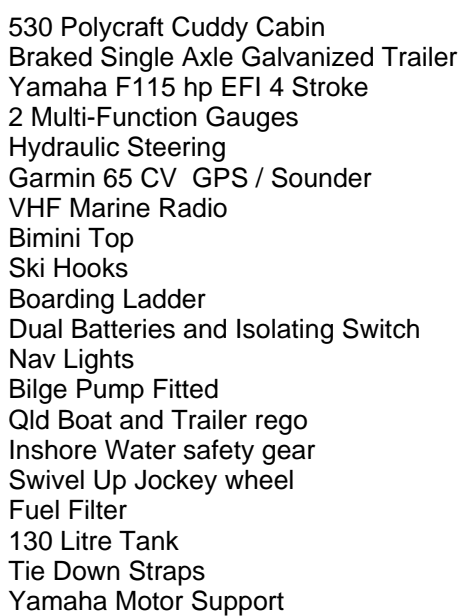 530 Polycraft Cuddy Cabin
Braked Single Axle Galvanized Trailer
Yamaha F115 hp EFI 4 Stroke
2 Multi-Function Gauges
Hydraulic Steering
Garmin 65 CV  GPS / Sounder
VHF Marine Radio
Bimini Top
Ski Hooks
Boarding Ladder
Dual Batteries and Isolating Switch
Nav Lights
Bilge Pump Fitted
Qld Boat and Trailer rego
Inshore Water safety gear
Swivel Up Jockey wheel
Fuel Filter
130 Litre Tank
Tie Down Straps
Yamaha Motor Support